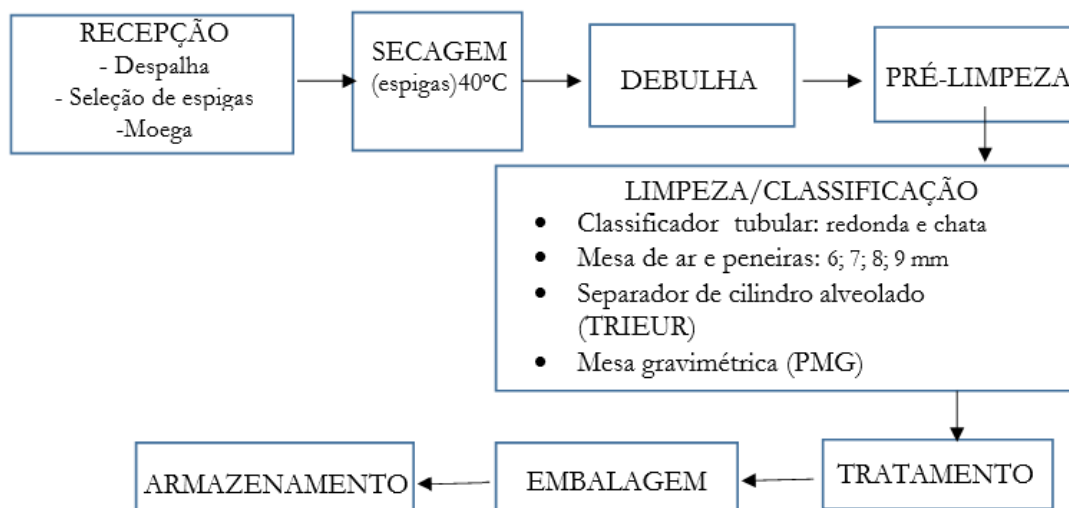 RECEPÇÃO
- Despalha
- Seleção de espigas
-Moega
SECAGEM
(espigas)40ºC
DEBULHA
PRÉ-LIMPEZA
LIMPEZA/CLASSIFICAÇÃO
• Classificador tubular: redonda e chata
• Mesa de ar e peneiras: 6; 7; 8; 9 mm
• Separador de cilindro alveolado
(TRIEUR)
• Mesa gravimétrica (PMG)
TRATAMENTO
EMBALAGEM
ARMAZENAMENTO